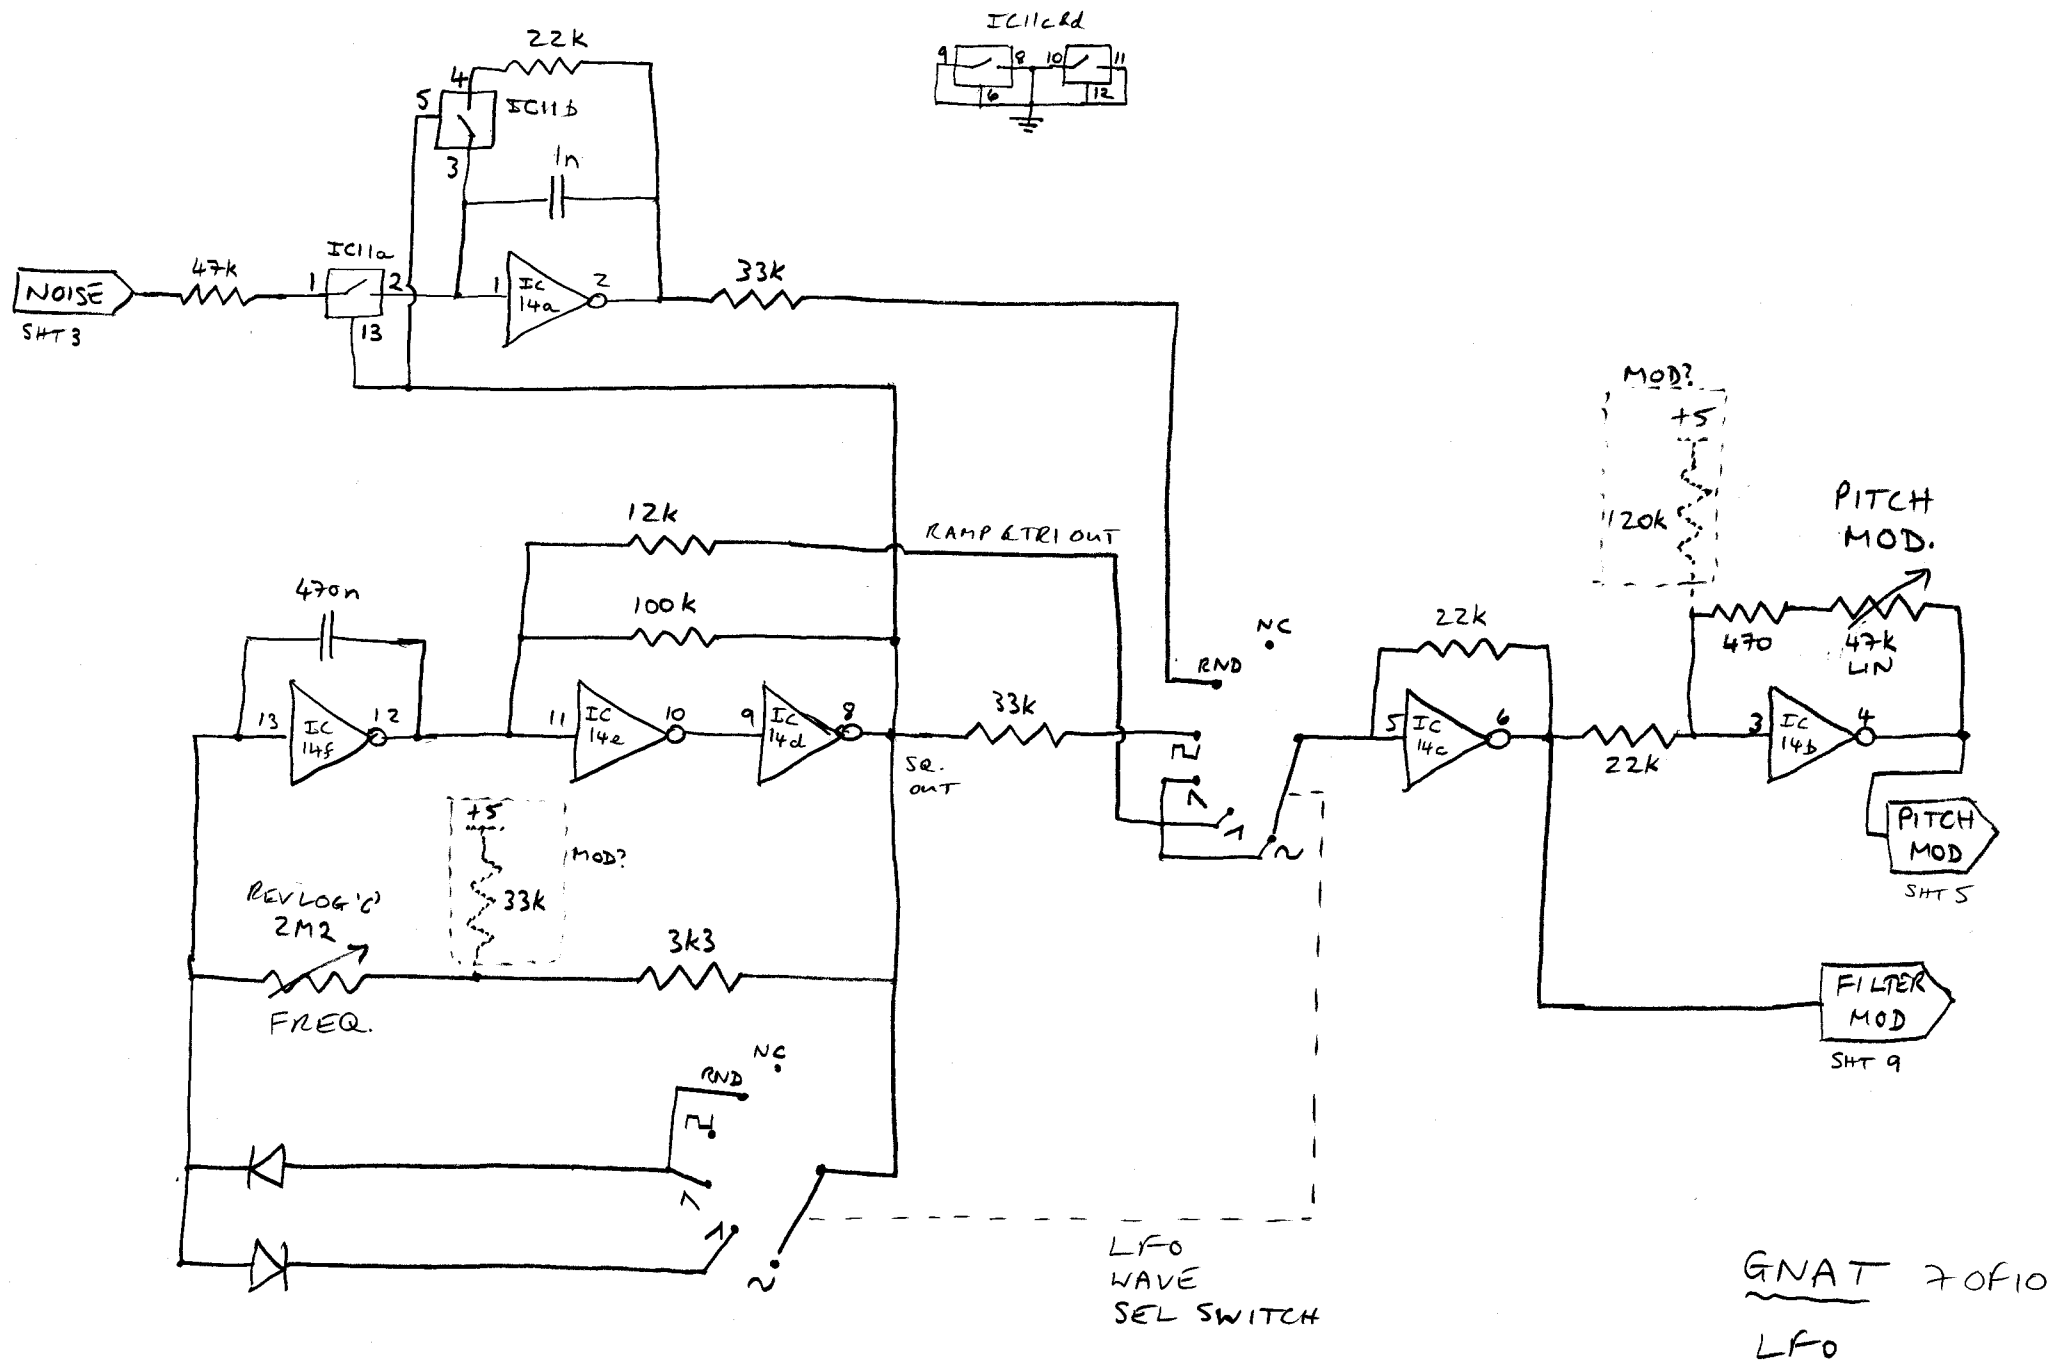 IC11c&d
9
8
10
11
6
12
22k
4
5
IC11b
3
1n
NOISE
SHT 3
47k
IC11a
1
2
13
1
IC
14a
2
33k
MOD?
+5
120k
PITCH
MOD.
12k
RAMP & TRI OUT
100k
470n
13
IC
14f
12
11
IC
14e
10
9
IC
14d
8
SQ.
OUT
33k
RND
NC
22k
5
IC
14c
6
22k
470
47k
LIN
3
IC
14b
4
PITCH
MOD
SHT 5
+5
MOD?
33k
REV LOG 'C'
2M2
FREQ.
3k3
FILTER
MOD
SHT 9
NC
RND
LFO
WAVE
SEL SWITCH
GNAT 7 OF 10
LFO